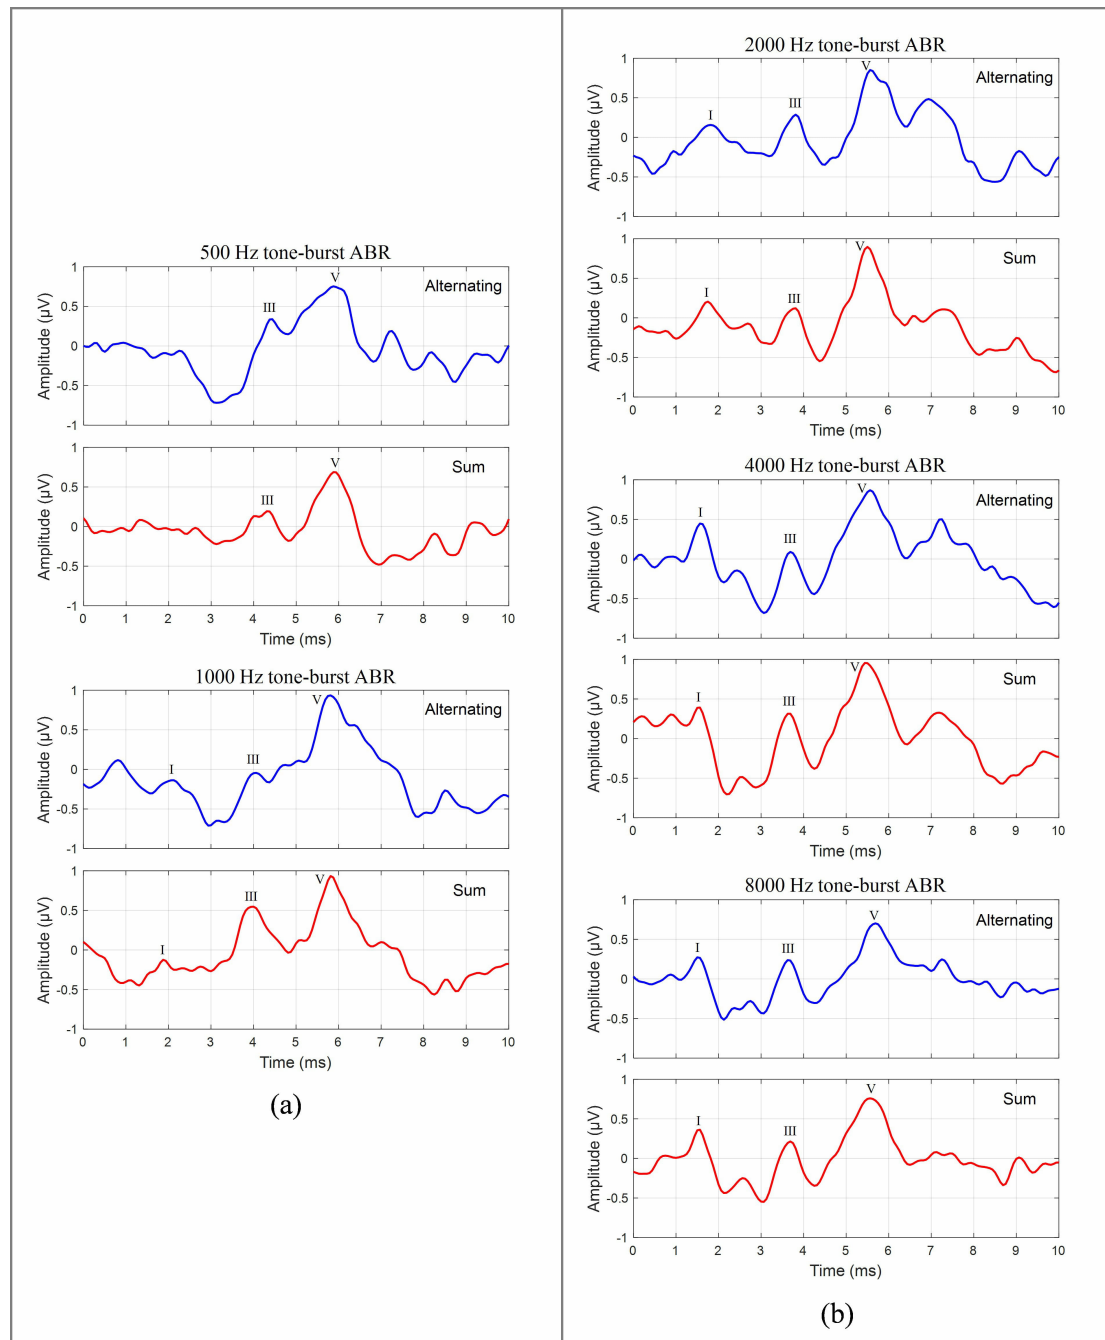 500 Hz tone-burst ABR
Alternating
Amplitude (µV)
1
0.5
0
-0.5
-1
III
V
Sum
Amplitude (µV)
1
0.5
0
-0.5
-1
III
V
0 1 2 3 4 5 6 7 8 9 10
Time (ms)
1000 Hz tone-burst ABR
Alternating
Amplitude (µV)
1
0.5
0
-0.5
-1
I
III
V
Sum
Amplitude (µV)
1
0.5
0
-0.5
-1
I
III
V
0 1 2 3 4 5 6 7 8 9 10
Time (ms)
(a)
2000 Hz tone-burst ABR
Alternating
Amplitude (µV)
1
0.5
0
-0.5
-1
I
III
V
Sum
Amplitude (µV)
1
0.5
0
-0.5
-1
I
III
V
0 1 2 3 4 5 6 7 8 9 10
Time (ms)
4000 Hz tone-burst ABR
Alternating
Amplitude (µV)
1
0.5
0
-0.5
-1
I
III
V
Sum
Amplitude (µV)
1
0.5
0
-0.5
-1
I
III
V
0 1 2 3 4 5 6 7 8 9 10
Time (ms)
8000 Hz tone-burst ABR
Alternating
Amplitude (µV)
1
0.5
0
-0.5
-1
I
III
V
Sum
Amplitude (µV)
1
0.5
0
-0.5
-1
I
III
V
0 1 2 3 4 5 6 7 8 9 10
Time (ms)
(b)